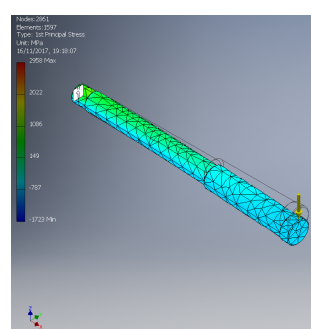 Nodes:2861
Elements:1597
Type: 1st Principal Stress
Unit: MPa
15/11/2017, 19:18:07
2958 Max
2022
1086
149
-787
-1723 Min